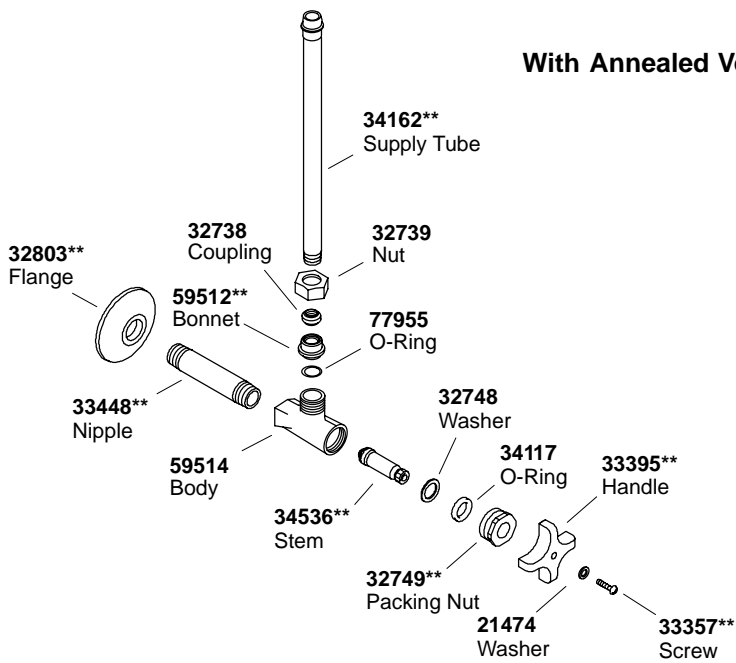 With Annealed
34162**
Supply Tube
32738
Coupling
32739
Nut
32803**
Flange
59512**
Bonnet
77955
O-Ring
33448**
Nipple
32748
Washer
59514
Body
34117
O-Ring
33395**
Handle
34536**
Stem
32749**
Packing Nut
21474
Washer
33357**
Screw